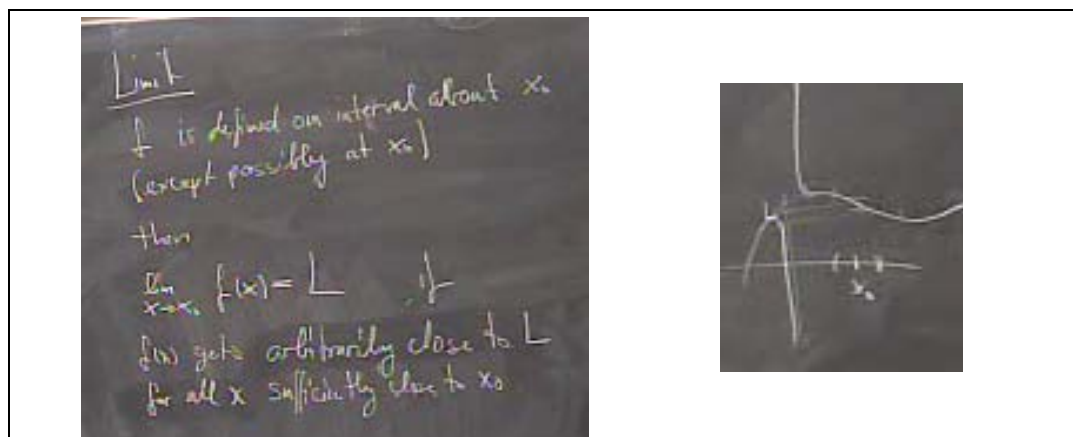 Limit
f is defined on interval about x₀
(except possibly at x₀)
then
lim f(x) = L if
x→x₀
f(x) gets arbitrarily close to L
for all x sufficiently close to x₀
L
x₀